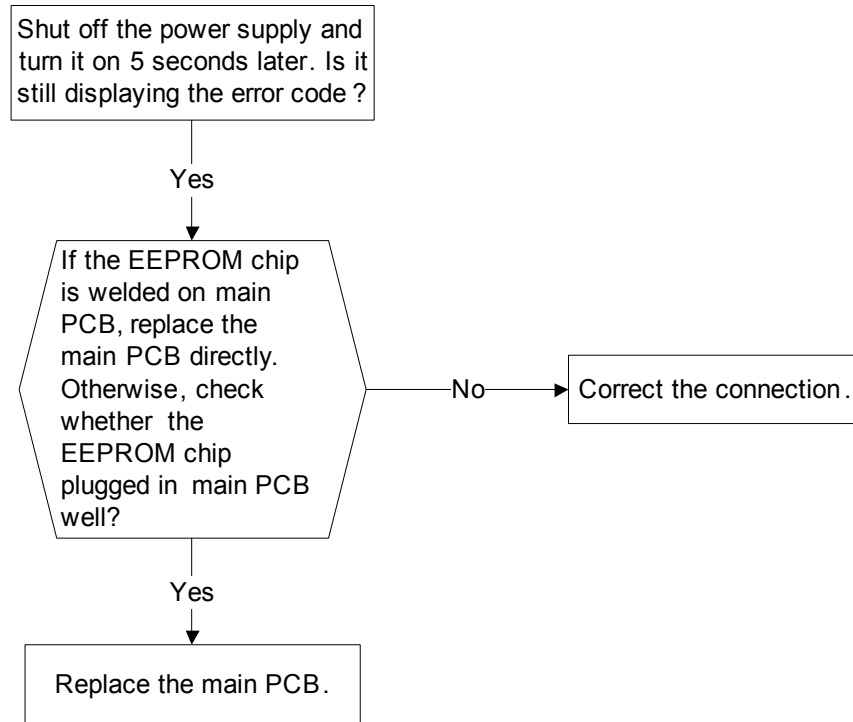 Shut off the power supply and
turn it on 5 seconds later. Is it
still displaying the error code ?
Yes
If the EEPROM chip
is welded on main
PCB, replace the
main PCB directly.
Otherwise, check
whether the
EEPROM chip
plugged in main PCB
well?
No
Correct the connection.
Yes
Replace the main PCB.